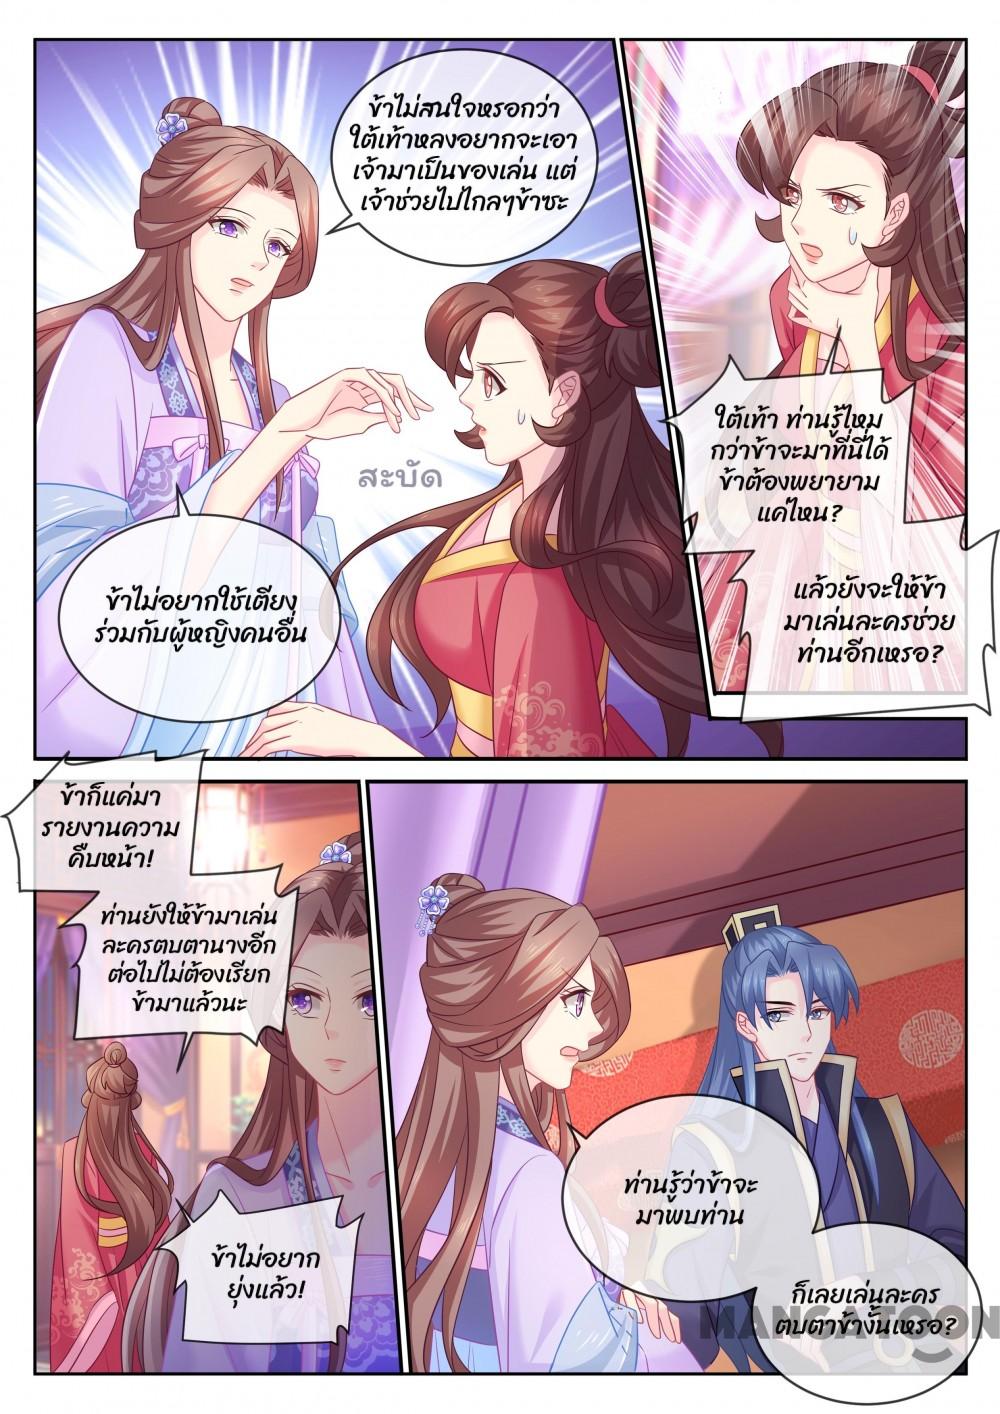 ข้าไม่สนใจหรอกว่า
ใต้เท้าหลงอยากจะเอา
เจ้ามาเป็นของเล่น แต่
เจ้าช่วยไปไกลๆข้าซะ
สะบัด
ข้าไม่อยากใช้เตียง
ร่วมกับผู้หญิงคนอื่น
ใต้เท้า ท่านรู้ไหม
กว่าข้าจะมาที่นี่ได้
ข้าต้องพยายาม
แค่ไหน?
แล้วยังจะให้ข้า
มาเล่นละครช่วย
ท่านอีกเหรอ?
ข้าก็แค่มา
รายงานความ
คืบหน้า!
ท่านยังให้ข้ามาเล่น
ละครตบตานางอีก
ต่อไปไม่ต้องเรียก
ข้ามาแล้วนะ
ข้าไม่อยาก
ยุ่งแล้ว!
ท่านรู้ว่าข้าจะ
มาพบท่าน
ก็เลยเล่นละคร
ตบตาข้างั้นเหรอ?
MANGATOON